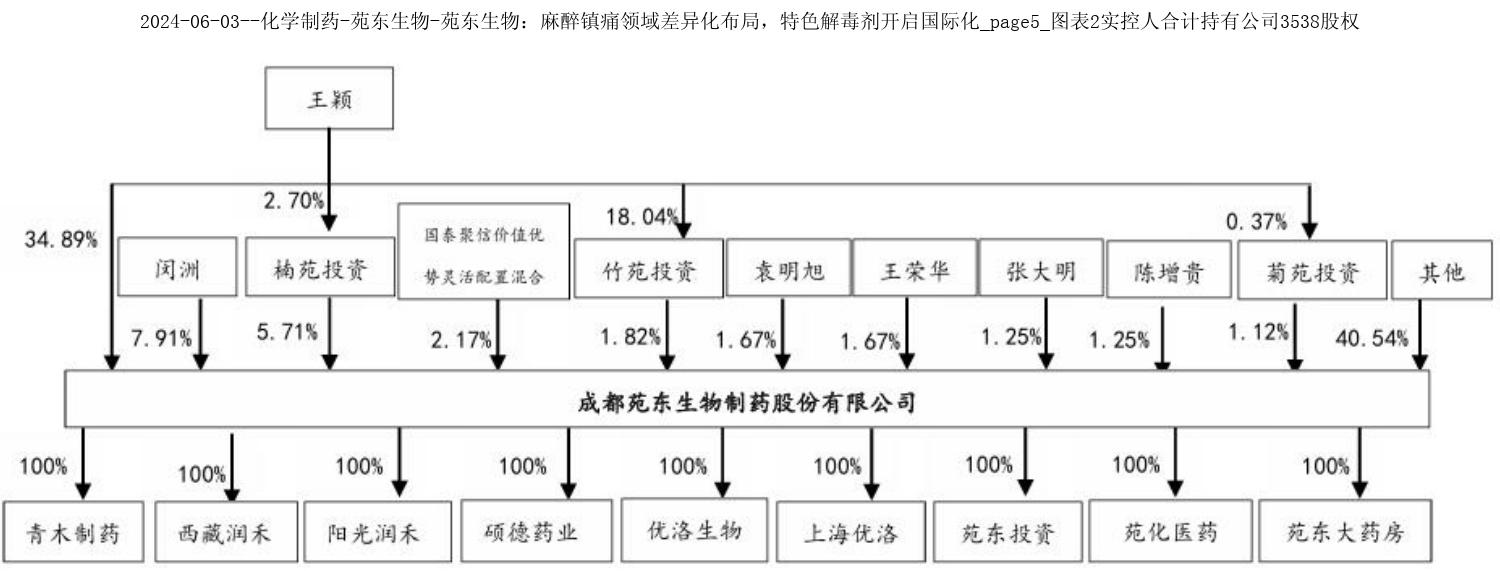 2024-06-03--化学制药-苑东生物-苑东生物：麻醉镇痛领域差异化布局，特色解毒剂开启国际化_page5_图表2实控人合计持有公司3538股权
王颖
34.89%
2.70%
18.04%
0.37%
闵洲
楠苑投资
国泰聚信价值优
势灵活配置混合
竹苑投资
袁明旭
王荣华
张大明
陈增贵
菊苑投资
其他
7.91%
5.71%
2.17%
1.82%
1.67%
1.67%
1.25%
1.25%
1.12%
40.54%
成都苑东生物制药股份有限公司
100%
100%
100%
100%
100%
100%
100%
100%
100%
青木制药
西藏润禾
阳光润禾
硕德药业
优洛生物
上海优洛
苑东投资
苑化医药
苑东大药房